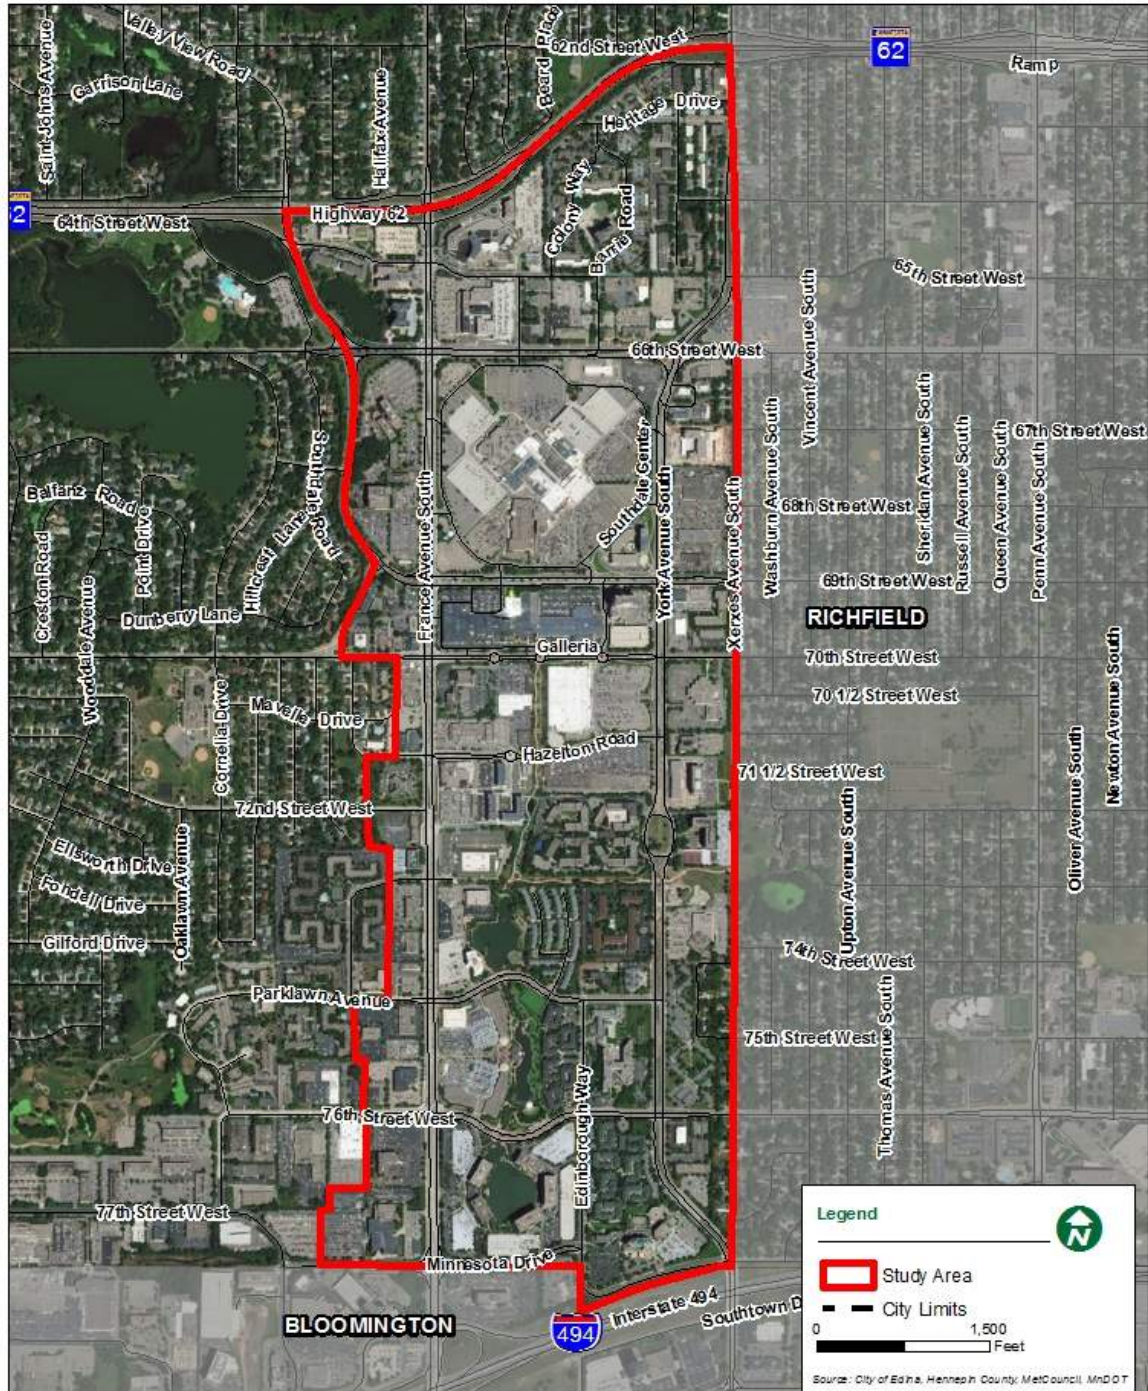 62nd Street West
Beard Place
Valley View Road
Garrison Lane
Saint Johns Avenue
Halifax Avenue
62
Ramp
Heritage Drive
Colony Way
Barrie Road
Highway 62
64th Street West
65th Street West
66th Street West
Vincent Avenue South
67th Street West
Southdale Road
Balfanz Road
Point Drive
Hillcrest Lane
Creston Road
Southdale Center
France Avenue South
York Avenue South
Xerxes Avenue South
Washburn Avenue South
68th Street West
Sheridan Avenue South
Russell Avenue South
Queen Avenue South
Penn Avenue South
69th Street West
Dunberry Lane
Wooddale Avenue
RICHFIELD
Galleria
70th Street West
70 1/2 Street West
Mavelle Drive
Cornelia Drive
Hazelton Road
71 1/2 Street West
Newton Avenue South
Oliver Avenue South
72nd Street West
Ellsworth Drive
Fondell Drive
Oaklawn Avenue
Gilford Drive
Upton Avenue South
74th Street West
Parklawn Avenue
75th Street West
Thomas Avenue South
Edinborough Way
76th Street West
77th Street West
Minnesota Drive
Interstate 494
Southtown D
BLOOMINGTON
494
Legend
N
Study Area
City Limits
0 1,500
Feet
Source: City of Edina, Hennepin County, MetCouncil, MnDOT